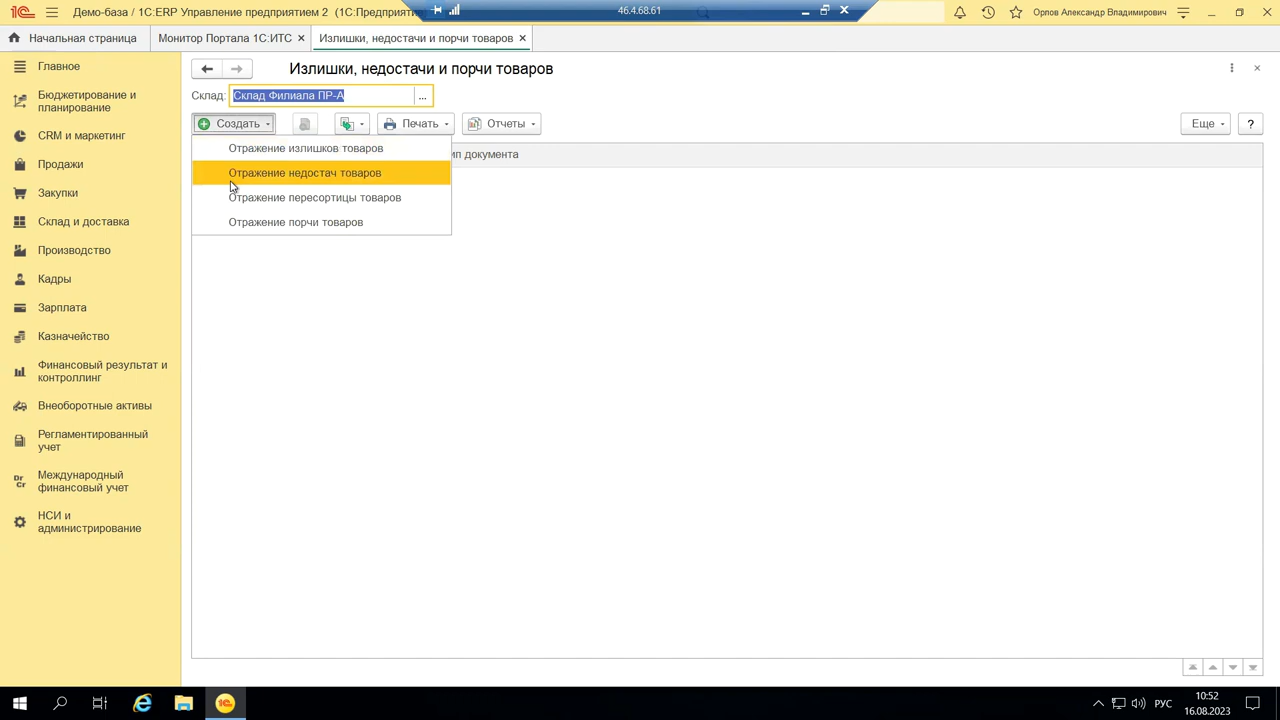 Демо-база / 1С:ERP Управление предприятием 2 (1С:Предприятие
46.4.68.61
Орлов Александр Владимирович
Начальная страница
Монитор Портала 1С:ИТС ×
Излишки, недостачи и порчи товаров ×
Главное
Бюджетирование и
планирование
CRM и маркетинг
Продажи
Закупки
Склад и доставка
Производство
Кадры
Зарплата
Казначейство
Финансовый результат и
контроллинг
Внеоборотные активы
Регламентированный
учет
Международный
финансовый учет
НСИ и
администрирование
Излишки, недостачи и порчи товаров
Склад: Склад Филиала ПР-А ...
Создать
Печать
Отчеты
Еще
?
ип документа
Отражение излишков товаров
Отражение недостач товаров
Отражение пересортицы товаров
Отражение порчи товаров
РУС
10:52
16.08.2023